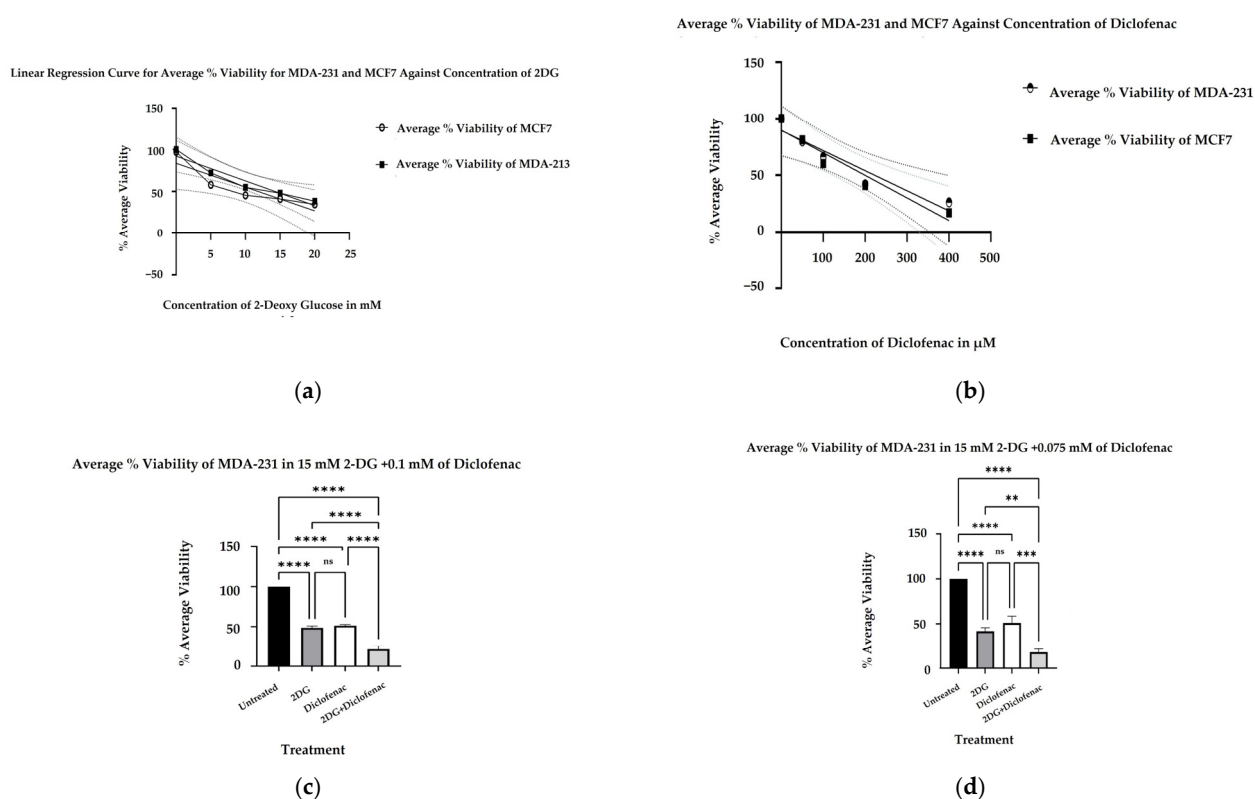 Linear Regression Curve for Average % Viability for MDA-231 and MCF7 Against Concentration of 2DG
% Average Viability
150
100
50
0
−50
5 10 15 20 25
Concentration of 2-Deoxy Glucose in mM
Average % Viability of MCF7
Average % Viability of MDA-213
(a)
Average % Viability of MDA-231 and MCF7 Against Concentration of Diclofenac
% Average Viability
150
100
50
0
−50
100 200 300 400 500
Concentration of Diclofenac in μM
Average % Viability of MDA-231
Average % Viability of MCF7
(b)
Average % Viability of MDA-231 in 15 mM 2-DG +0.1 mM of Diclofenac
****
****
**** ****
**** ns
% Average Viability
150
100
50
0
Untreated 2DG Diclofenac 2DG+Diclofenac
Treatment
(c)
Average % Viability of MDA-231 in 15 mM 2-DG +0.075 mM of Diclofenac
****
**
****
**** ns ***
% Average Viability
150
100
50
0
Untreated 2DG Diclofenac 2DG+Diclofenac
Treatment
(d)